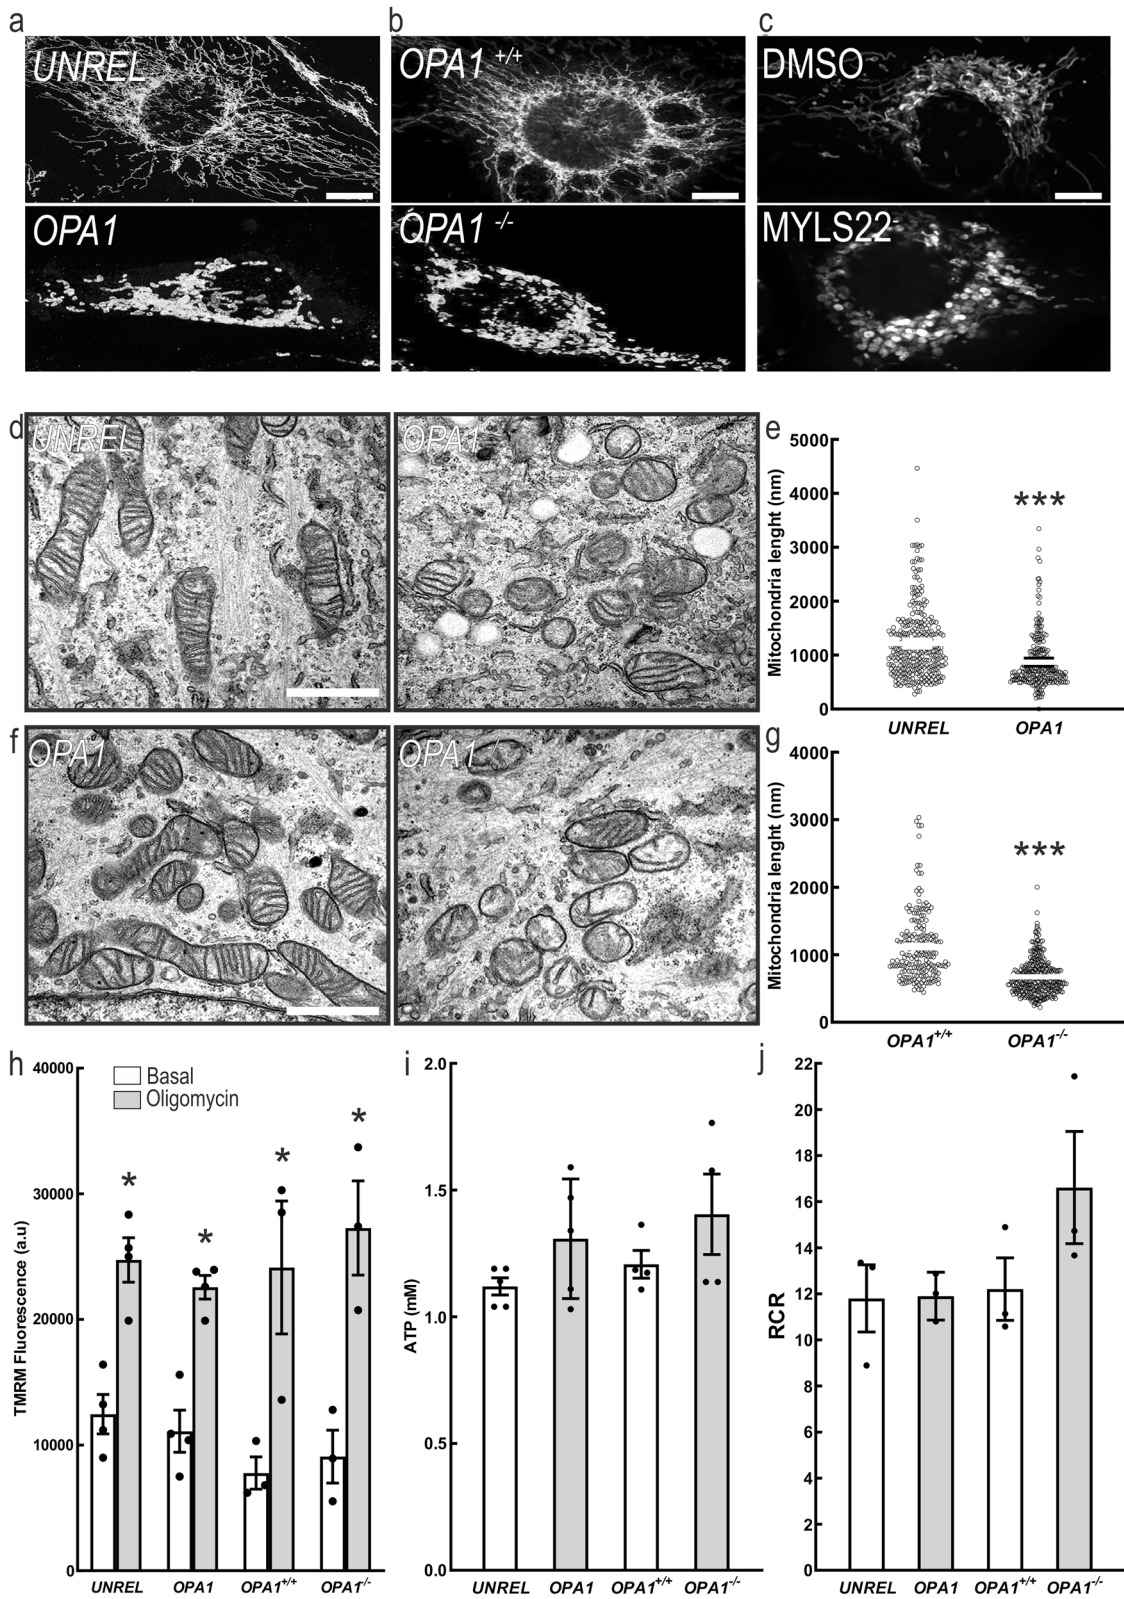 a
b
c
UNREL
OPA1 +/+
DMSO
OPA1
OPA1 -/-
MYLS22-
d
UNREL
OPA1
e
5000
4000
3000
2000
1000
0
Mitochondria lenght (nm)
***
UNREL
OPA1
f
OPA1
OPA1
g
4000
3000
2000
1000
0
Mitochondria lenght (nm)
***
OPA1+/+
OPA1-/-
h
40000
30000
20000
10000
0
TMRM Fluorescence (a.u)
Basal
Oligomycin
*
*
*
*
UNREL
OPA1
OPA1+/+
OPA1-/-
i
2.0
1.5
1.0
0.5
0.0
ATP (mM)
UNREL
OPA1
OPA1+/+
OPA1-/-
j
22
20
18
16
14
12
10
8
6
4
2
0
RCR
UNREL
OPA1
OPA1+/+
OPA1-/-